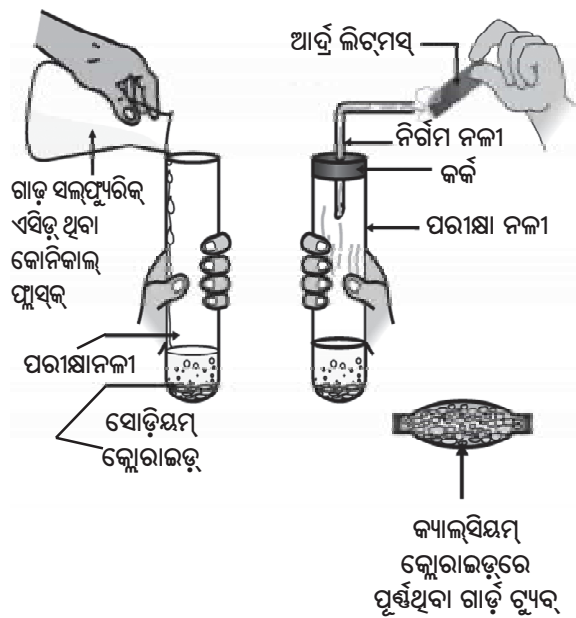 ଆର୍ଦ୍ର ଲିଟ୍‌ମସ୍
ନିର୍ଗମ ନଳୀ
କର୍କ
ପରୀକ୍ଷା ନଳୀ
ଗାଢ଼ ସଲ୍‌ଫ୍ୟୁରିକ୍
ଏସିଡ଼୍ ଥିବା
କୋନିକାଲ୍
ଫ୍ଲାସ୍‌କ୍
ପରୀକ୍ଷାନଳୀ
ସୋଡ଼ିୟମ୍
କ୍ଲୋରାଇଡ଼୍
କ୍ୟାଲ୍‌ସିୟମ୍
କ୍ଲୋରାଇଡ଼୍‌ରେ
ପୂର୍ଣ୍ଣଥିବା ଗାର୍ଡ଼ ଟ୍ୟୁବ୍